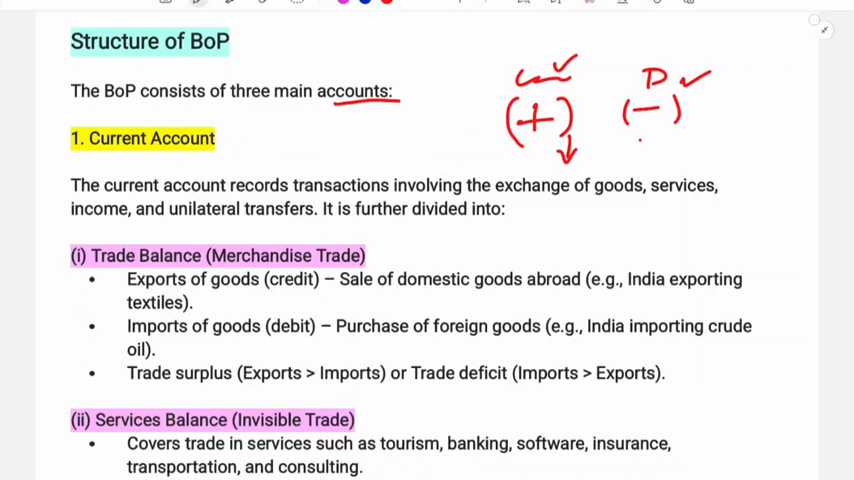 Structure of BoP
The BoP consists of three main accounts:
D
(+)
(−)
1. Current Account
The current account records transactions involving the exchange of goods, services,
income, and unilateral transfers. It is further divided into:
(i) Trade Balance (Merchandise Trade)
• Exports of goods (credit) – Sale of domestic goods abroad (e.g., India exporting
textiles).
• Imports of goods (debit) – Purchase of foreign goods (e.g., India importing crude
oil).
• Trade surplus (Exports > Imports) or Trade deficit (Imports > Exports).
(ii) Services Balance (Invisible Trade)
• Covers trade in services such as tourism, banking, software, insurance,
transportation, and consulting.